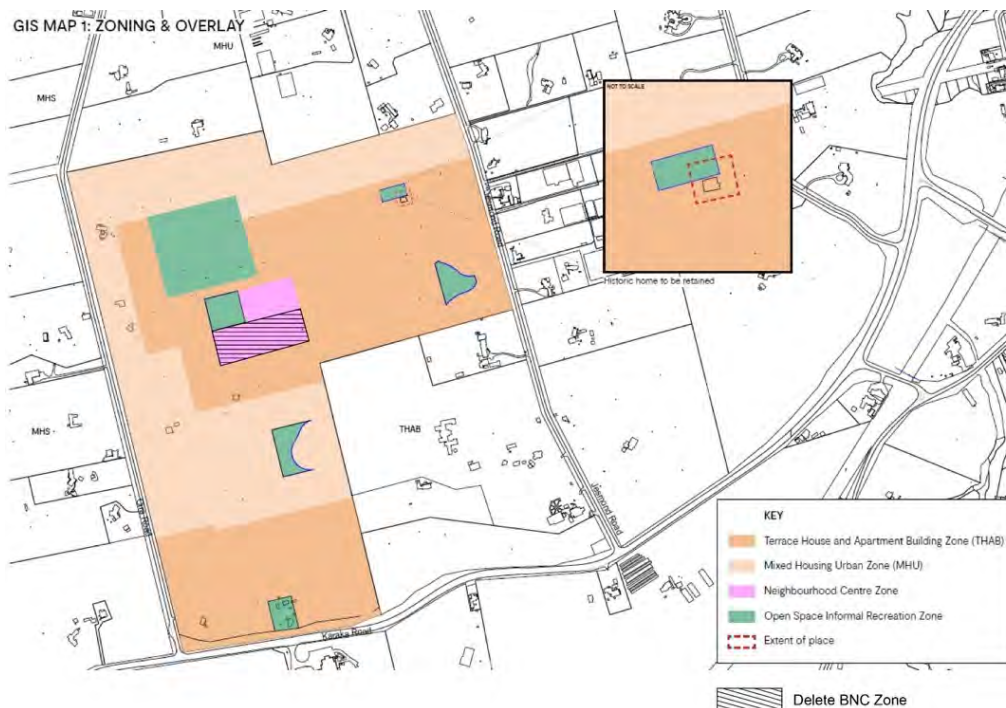 GIS MAP 1: ZONING & OVERLAY
MHU
MHS
NOT TO SCALE
Historic home to be retained
MHS
THAB
Jesmond Road
Karaka Road
KEY
Terrace House and Apartment Building Zone (THAB)
Mixed Housing Urban Zone (MHU)
Neighbourhood Centre Zone
Open Space Informal Recreation Zone
Extent of place
Delete BNC Zone